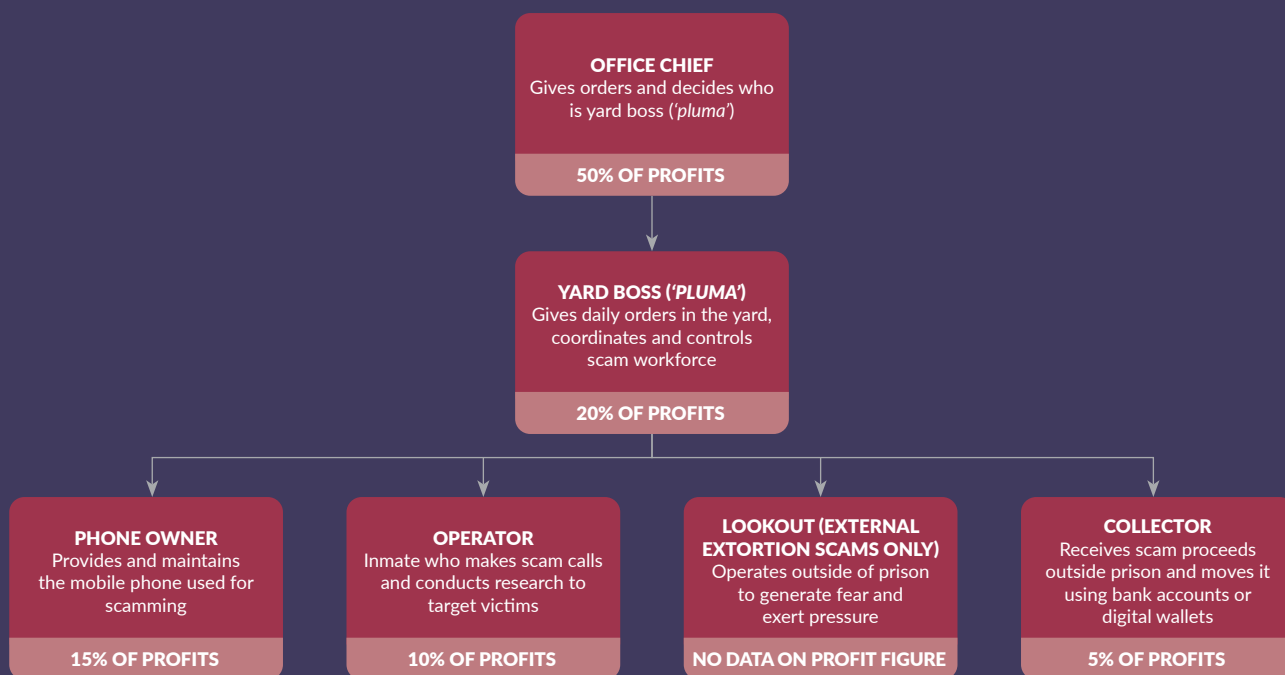 OFFICE CHIEF
Gives orders and decides who
is yard boss (‘pluma’)
50% OF PROFITS
YARD BOSS (‘PLUMA’)
Gives daily orders in the yard,
coordinates and controls
scam workforce
20% OF PROFITS
PHONE OWNER
Provides and maintains
the mobile phone used for
scamming
15% OF PROFITS
OPERATOR
Inmate who makes scam calls
and conducts research to
target victims
10% OF PROFITS
LOOKOUT (EXTERNAL
EXTORTION SCAMS ONLY)
Operates outside of prison
to generate fear and
exert pressure
NO DATA ON PROFIT FIGURE
COLLECTOR
Receives scam proceeds
outside prison and moves it
using bank accounts or
digital wallets
5% OF PROFITS